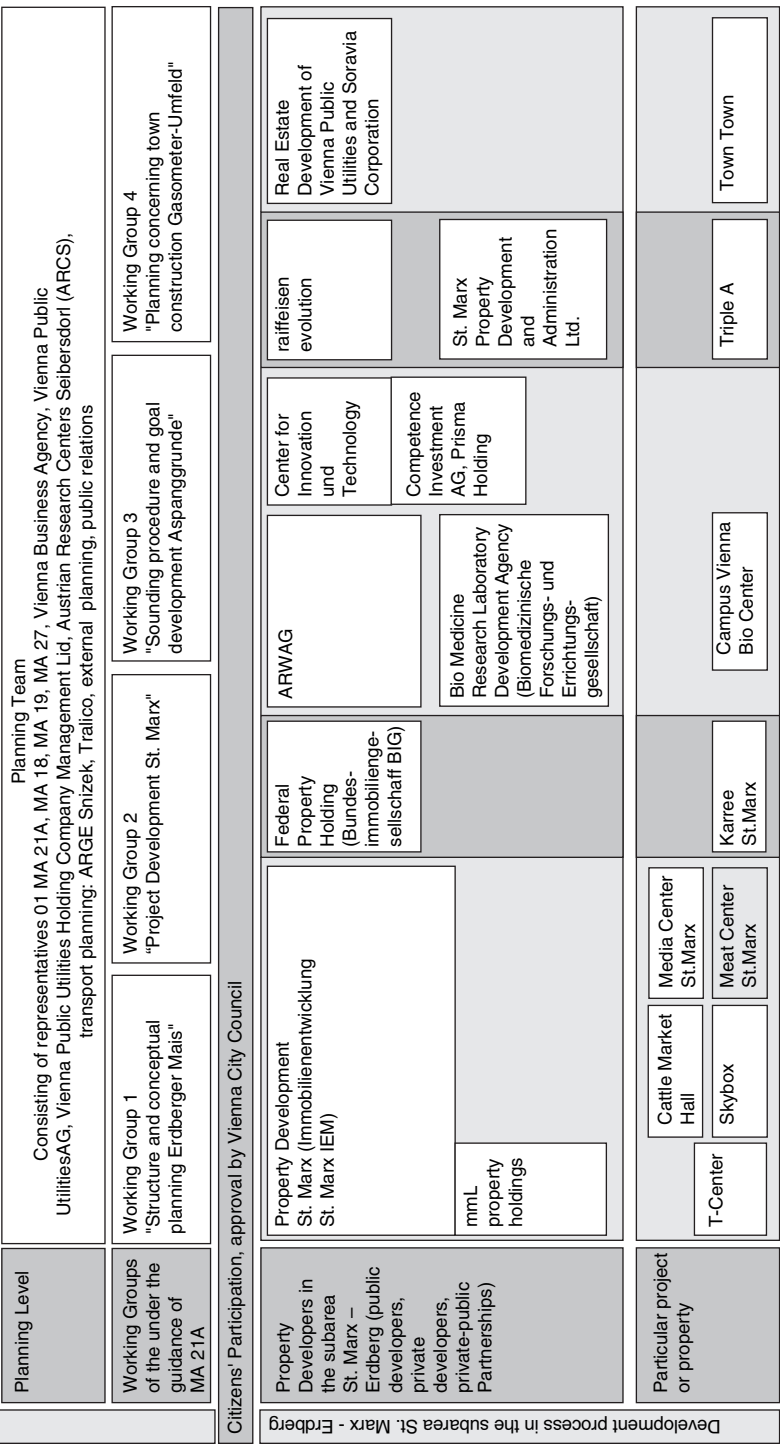 Planning Level
Planning Team
Consisting of representatives 01 MA 21A, MA 18, MA 19, MA 27, Vienna Business Agency, Vienna Public
UtilitiesAG, Vienna Public Utilities Holding Company Management Lid, Austrian Research Centers Seibersdorl (ARCS),
transport planning: ARGE Snizek, Tralico, external planning, public relations
Working Groups
of the under the
guidance of
MA 21A
Working Group 1
"Structure and conceptual
planning Erdberger Mais"
Working Group 2
"Project Development St. Marx"
Working Group 3
"Sounding procedure and goal
development Aspanggrunde"
Working Group 4
"Planning concerning town
construction Gasometer-Umfeld"
Citizens' Participation, approval by Vienna City Council
Development process in the subarea St. Marx - Erdberg
Property
Developers in
the subarea
St. Marx –
Erdberg (public
developers,
private
developers,
private-public
Partnerships)
Property Development
St. Marx (Immobilienentwicklung
St. Marx IEM)
mmL
property
holdings
Federal
Property
Holding
(Bundes-
immobilienge-
sellschaff BIG)
ARWAG
Bio Medicine
Research Laboratory
Development Agency
(Biomedizinische
Forschungs- und
Errichtungs-
gesellschaft)
Center for
Innovation
und
Technology
Competence
Investment
AG, Prisma
Holding
raiffeisen
evolution
St. Marx
Property
Development
and
Administration
Ltd.
Real Estate
Development of
Vienna Public
Utilities and Soravia
Corporation
Particular project
or property
T-Center
Cattle Market
Hall
Skybox
Media Center
St.Marx
Meat Center
St.Marx
Karree
St.Marx
Campus Vienna
Bio Center
Triple A
Town Town